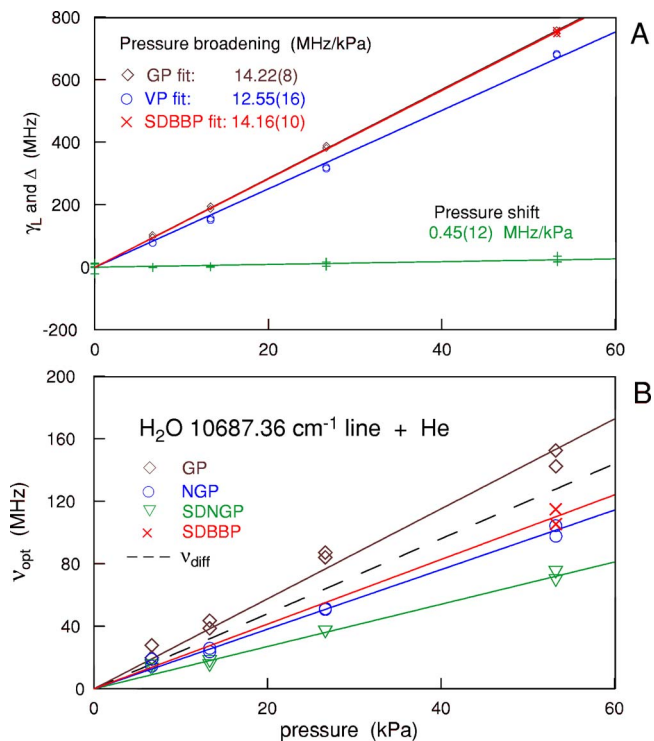 800
A
Pressure broadening (MHz/kPa)
GP fit: 14.22(8)
600
VP fit: 12.55(16)
SDBBP fit: 14.16(10)
400
γL and Δ (MHz)
200
Pressure shift
0.45(12) MHz/kPa
0
-200
0 20 40 60
200
B
160
H2O 10687.36 cm-1 line + He
GP
120
NGP
SDNGP
SDBBP
νopt (MHz)
80
νdiff
40
0
0 20 40 60
pressure (kPa)